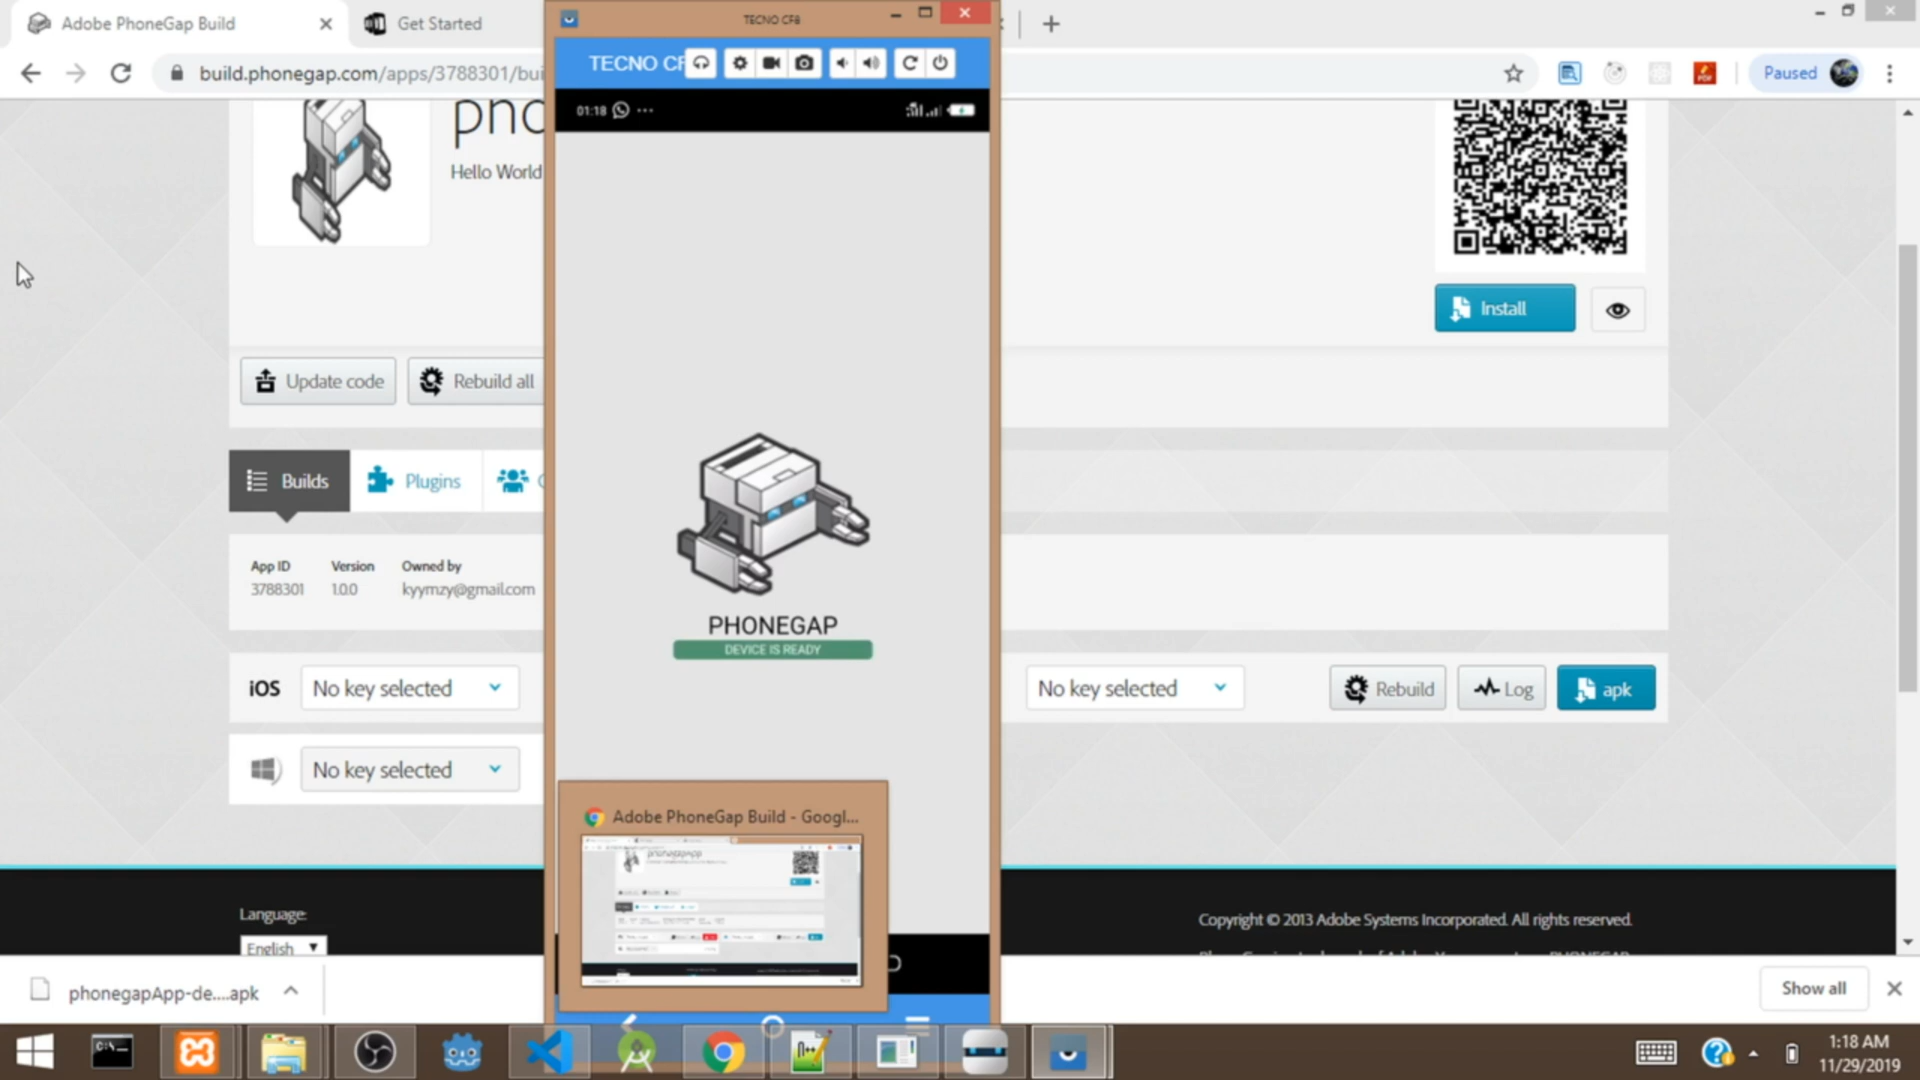 Adobe PhoneGap Build
Get Started
TECNO CF8
build.phonegap.com/apps/3788301/bui
Paused
TECNO CF
01:18
pho
Hello World
Install
Update code
Rebuild all
Builds
Plugins
App ID
Version
Owned by
3788301
1.0.0
kyymzy@gmail.com
PHONEGAP
DEVICE IS READY
iOS
No key selected
No key selected
Rebuild
Log
apk
No key selected
Adobe PhoneGap Build - Googl...
phonegapApp
Language:
English
Copyright © 2013 Adobe Systems Incorporated. All rights reserved.
phonegapApp-de....apk
Show all
1:18 AM
11/29/2019